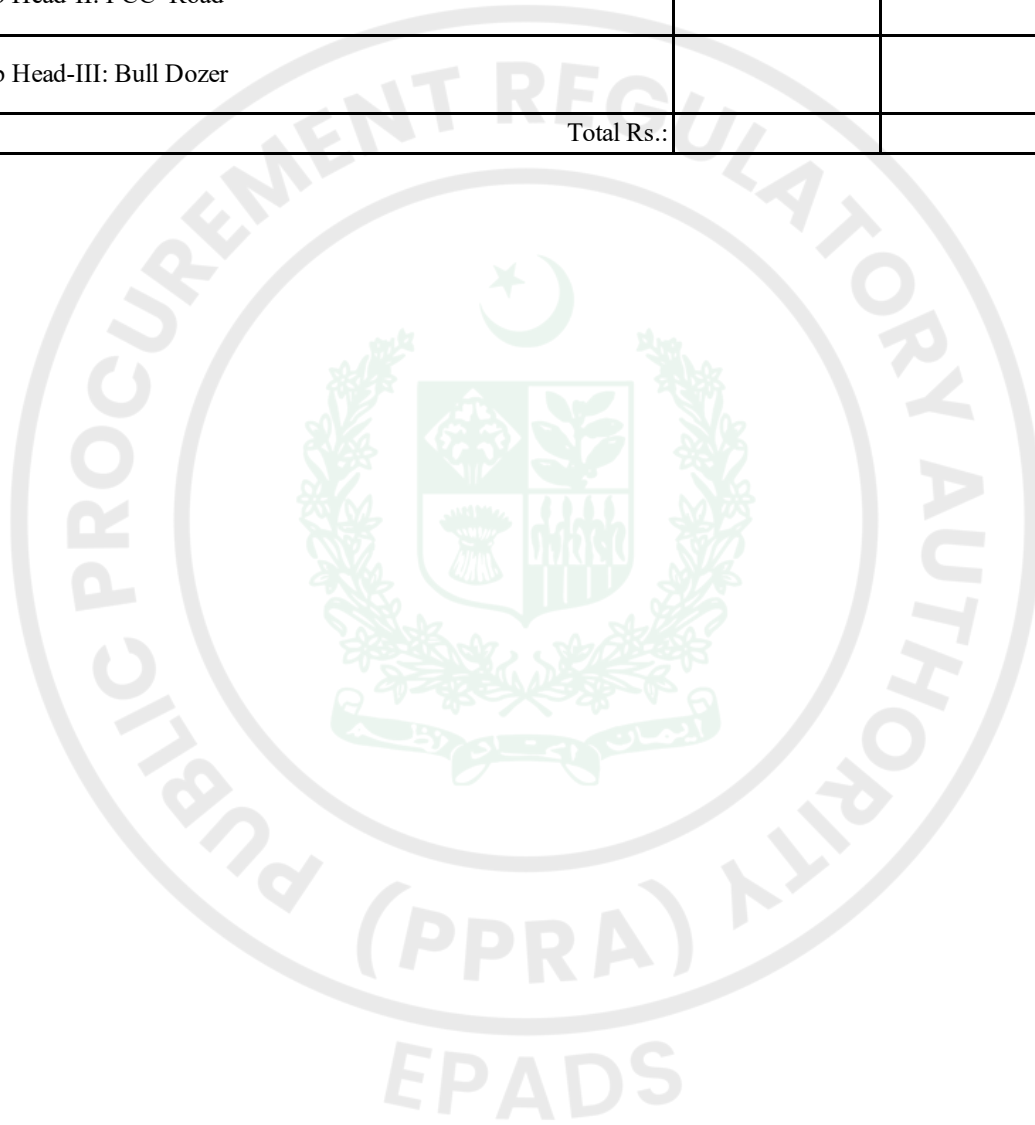 Head-II: PCC Road
Head-III: Bull Dozer
Total Rs.:
PUBLIC PROCUREMENT REGULATORY AUTHORITY
(PPRA)
EPADS